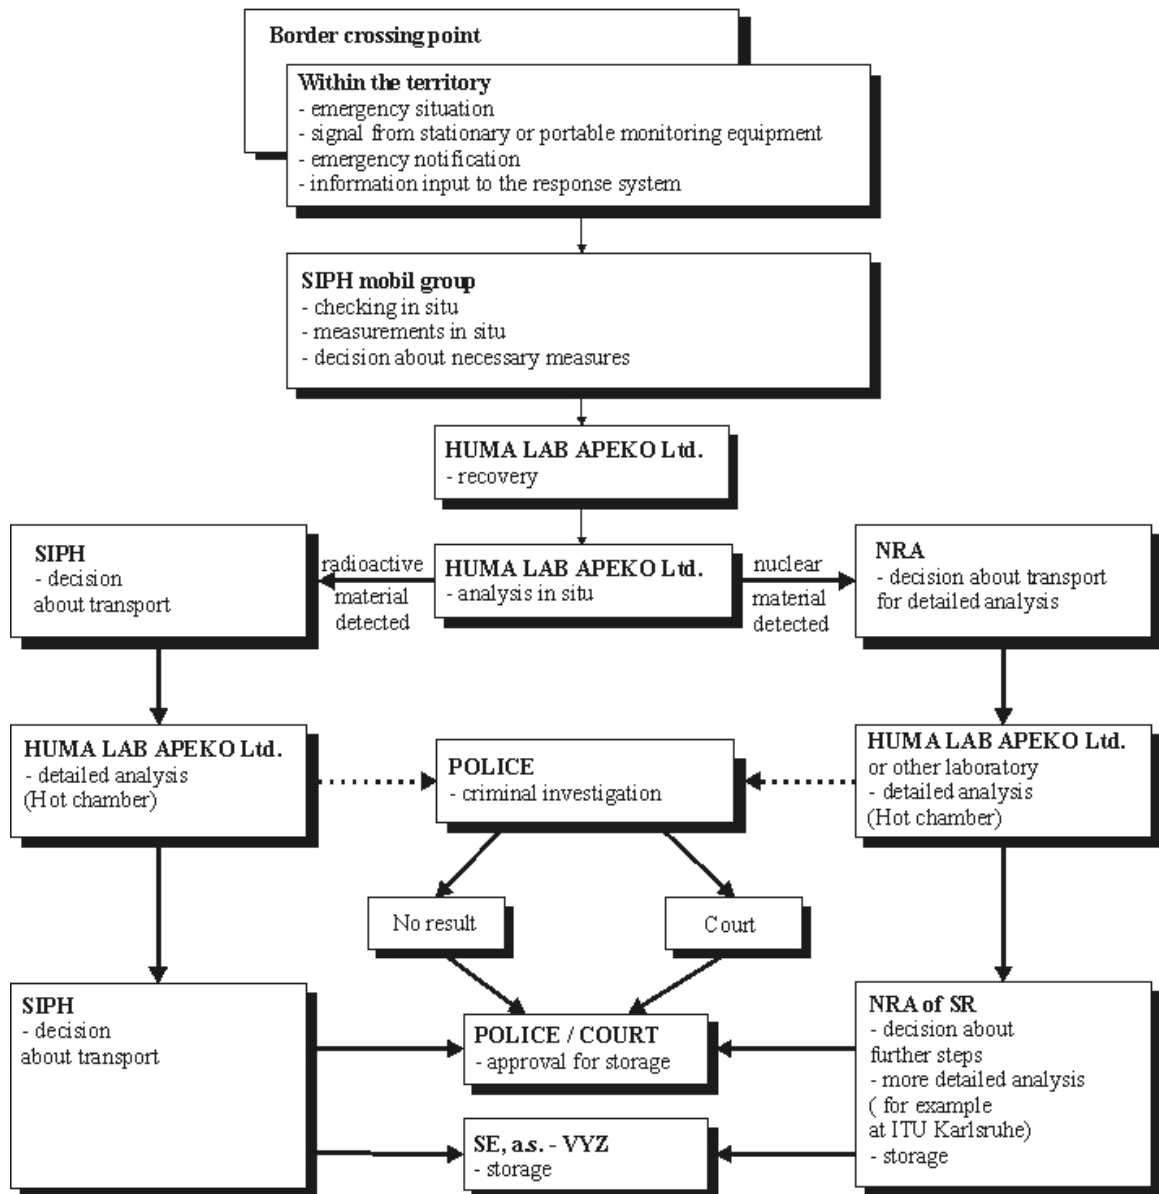 Border crossing point
Within the territory
- emergency situation
- signal from stationary or portable monitoring equipment
- emergency notification
- information input to the response system
SIPH mobil group
- checking in situ
- measurements in situ
- decision about necessary measures
HUMA LAB APEKO Ltd.
- recovery
SIPH
- decision
about transport
radioactive
material
detected
HUMA LAB APEKO Ltd.
- analysis in situ
nuclear
material
detected
NRA
- decision about transport
for detailed analysis
HUMA LAB APEKO Ltd.
- detailed analysis
(Hot chamber)
POLICE
- criminal investigation
HUMA LAB APEKO Ltd.
or other laboratory
- detailed analysis
(Hot chamber)
No result
Court
SIPH
- decision
about transport
POLICE / COURT
- approval for storage
NRA of SR
- decision about
further steps
- more detailed analysis
( for example
at ITU Karlsruhe)
- storage
SE, a.s. - VYZ
- storage